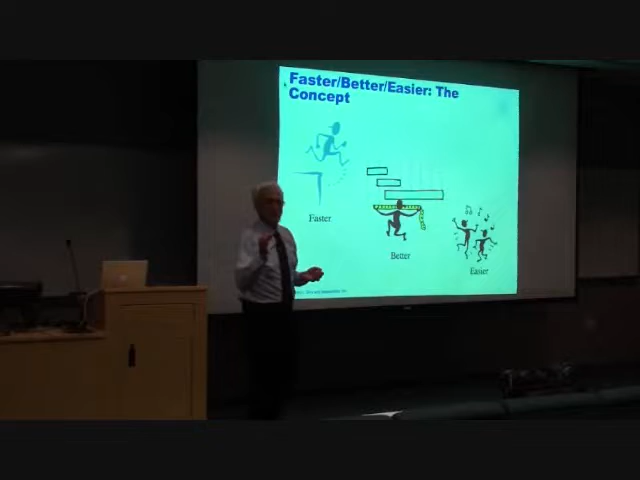 Faster/Better/Easier: The
Concept
Faster
Better
Easier